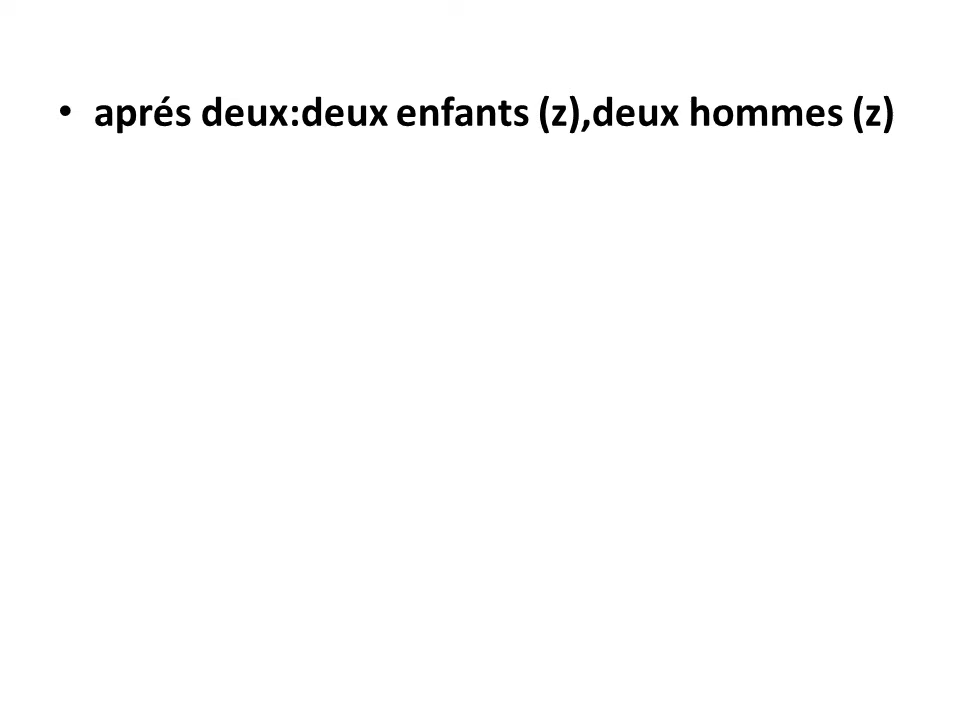 • aprés deux:deux enfants (z),deux hommes (z)